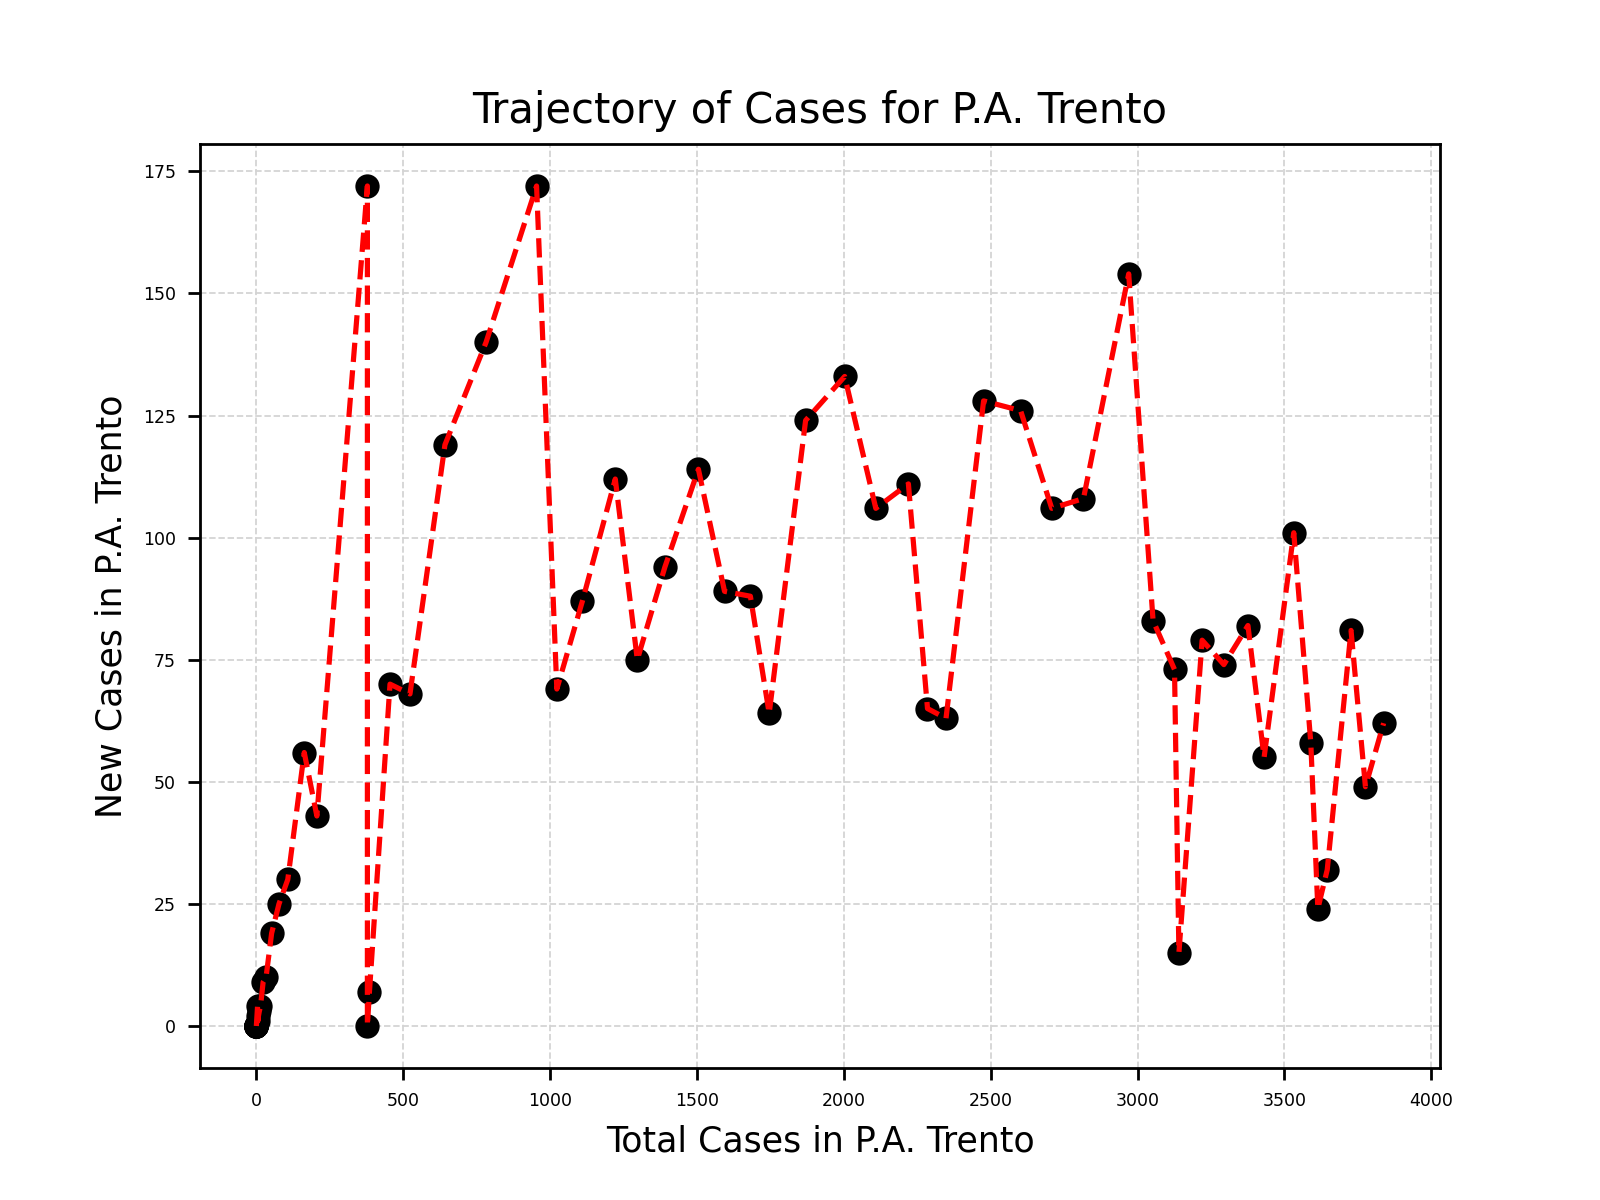 Trajectory of Cases for P.A. Trento
New Cases in P.A. Trento
175
150
125
100
75
50
25
0
0 500 1000 1500 2000 2500 3000 3500 4000
Total Cases in P.A. Trento